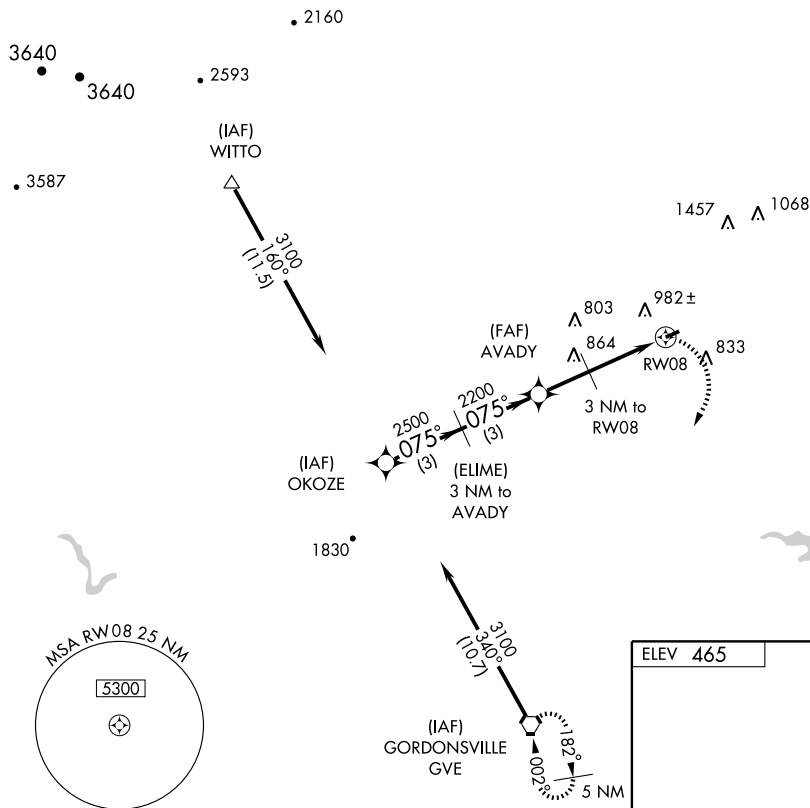 2160
3640
3640
2593
(IAF)
WITTO
3587
1457
1068
3100
160°
(11.5)
803
982±
(FAF)
AVADY
864
833
RW08
2200
075°
(3)
3 NM to
RW08
2500
075°
(3)
(IAF)
OKOZE
(ELIME)
3 NM to
AVADY
1830
3100
340°
(10.7)
MSA RW08 25 NM
5300
ELEV 465
(IAF)
GORDONSVILLE
GVE
182°
002°
5 NM